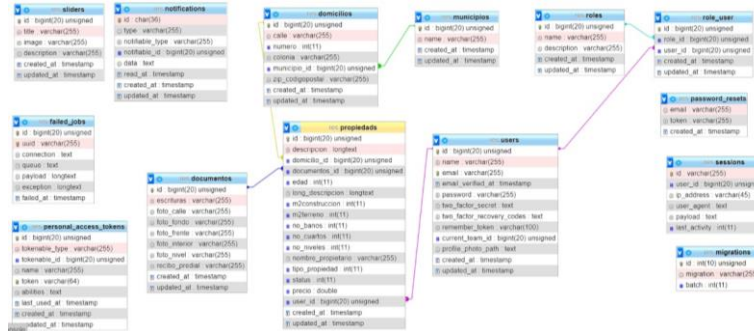 sliders
id : bigint(20) unsigned
title : varchar(255)
image : varchar(255)
description : varchar(255)
created_at : timestamp
updated_at : timestamp
notifications
id : char(36)
type : varchar(255)
notifiable_type : varchar(255)
notifiable_id : bigint(20) unsigned
data : text
read_at : timestamp
created_at : timestamp
updated_at : timestamp
domicilios
id : bigint(20) unsigned
calle : varchar(255)
numero : int(11)
colonia : varchar(255)
municipio_id : bigint(20) unsigned
zip_codgopostal : varchar(255)
created_at : timestamp
updated_at : timestamp
municipios
id : bigint(20) unsigned
name : varchar(255)
created_at : timestamp
updated_at : timestamp
roles
id : bigint(20) unsigned
name : varchar(255)
description : varchar(255)
created_at : timestamp
updated_at : timestamp
role_user
id : bigint(20) unsigned
role_id : bigint(20) unsigned
user_id : bigint(20) unsigned
created_at : timestamp
updated_at : timestamp
failed_jobs
id : bigint(20) unsigned
uuid : varchar(255)
connection : text
queue : text
payload : longtext
exception : longtext
failed_at : timestamp
documentos
id : bigint(20) unsigned
escrituras : varchar(255)
foto_calle : varchar(255)
foto_fondo : varchar(255)
foto_frente : varchar(255)
foto_interior : varchar(255)
foto_nivel : varchar(255)
recibo_predial : varchar(255)
created_at : timestamp
updated_at : timestamp
propiedads
id : bigint(20) unsigned
descripcion : longtext
domicilio_id : bigint(20) unsigned
documentos_id : bigint(20) unsigned
edad : int(11)
long_descripcion : longtext
m2construccion : int(11)
m2terreno : int(11)
no_banos : int(11)
no_cuartos : int(11)
no_niveles : int(11)
nombre_propietario : varchar(255)
tipo_propiedad : int(11)
status : int(11)
precio : double
user_id : bigint(20) unsigned
created_at : timestamp
updated_at : timestamp
users
id : bigint(20) unsigned
name : varchar(255)
email : varchar(255)
email_verified_at : timestamp
password : varchar(255)
two_factor_secret : text
two_factor_recovery_codes : text
remember_token : varchar(100)
current_team_id : bigint(20) unsigned
profile_photo_path : text
created_at : timestamp
updated_at : timestamp
password_resets
email : varchar(255)
token : varchar(255)
created_at : timestamp
sessions
id : varchar(255)
user_id : bigint(20) unsigned
ip_address : varchar(45)
user_agent : text
payload : text
last_activity : int(11)
personal_access_tokens
id : bigint(20) unsigned
tokenable_type : varchar(255)
tokenable_id : bigint(20) unsigned
name : varchar(255)
token : varchar(64)
abilities : text
last_used_at : timestamp
created_at : timestamp
updated_at : timestamp
migrations
id : int(10) unsigned
migration : varchar(255)
batch : int(11)